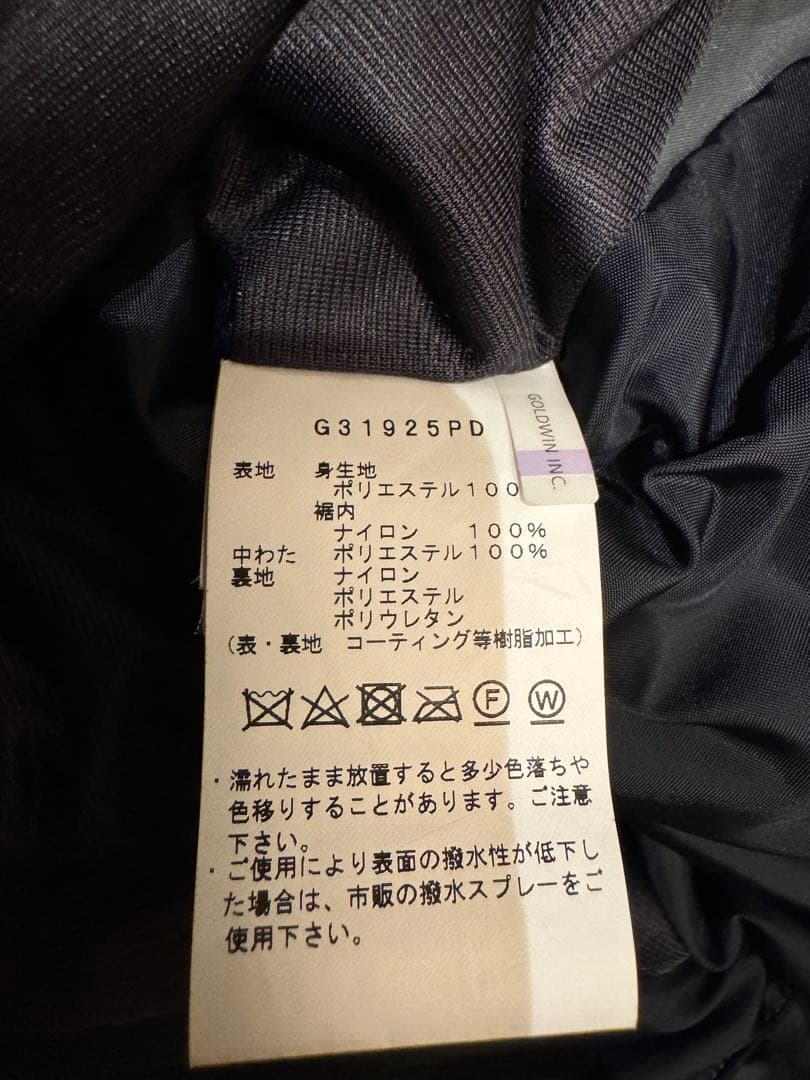 G31925PD
GOLDWIN INC.
表地 身生地
ポリエステル100
裾内
ナイロン 100%
中わた ポリエステル100%
裏地 ナイロン
ポリエステル
ポリウレタン
(表・裏地 コーティング等樹脂加工)
F W
・濡れたまま放置すると多少色落ちや
色移りすることがあります。ご注意
下さい。
・ご使用により表面の撥水性が低下し
た場合は、市販の撥水スプレーをご
使用下さい。